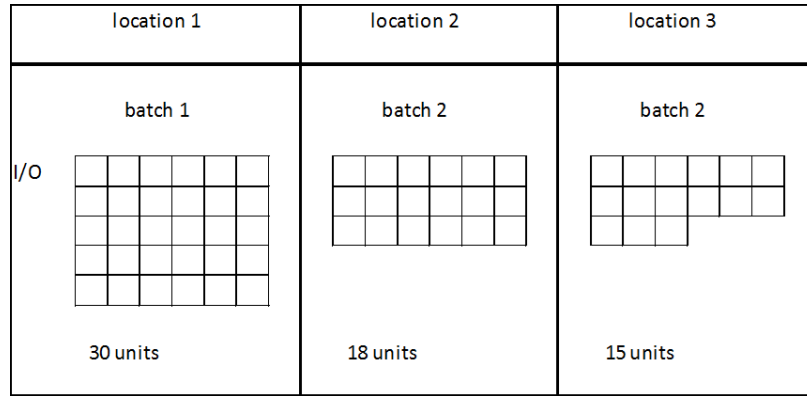 location 1
location 2
location 3
batch 1
batch 2
batch 2
I/O
30 units
18 units
15 units